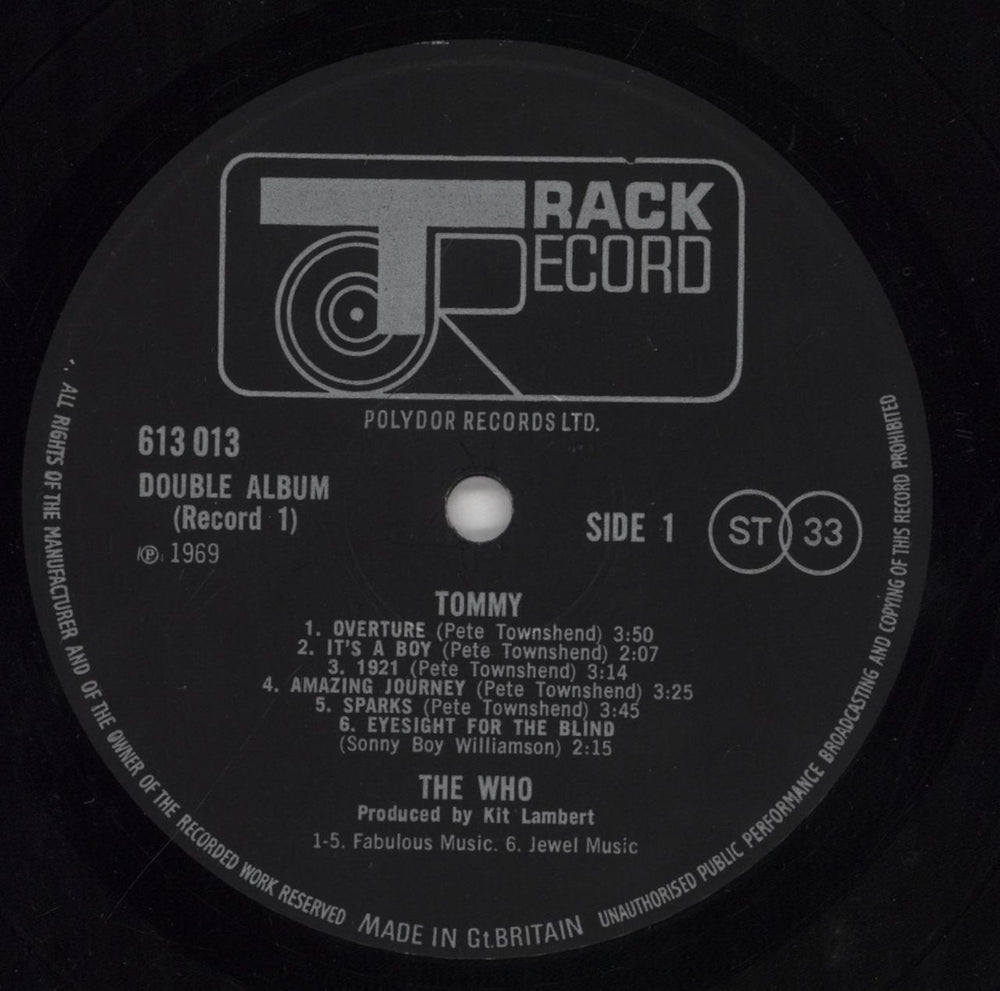 TRACK
RECORD
POLYDOR RECORDS LTD.
613 013
DOUBLE ALBUM
(Record 1)
℗ 1969
SIDE 1
ST 33
TOMMY
1. OVERTURE (Pete Townshend) 3:50
2. IT'S A BOY (Pete Townshend) 2:07
3. 1921 (Pete Townshend) 3:14
4. AMAZING JOURNEY (Pete Townshend) 3:25
5. SPARKS (Pete Townshend) 3:45
6. EYESIGHT FOR THE BLIND
(Sonny Boy Williamson) 2:15
THE WHO
Produced by Kit Lambert
1-5. Fabulous Music. 6. Jewel Music
ALL RIGHTS OF THE MANUFACTURER AND OF THE OWNER OF THE RECORDED WORK RESERVED
MADE IN Gt.BRITAIN
UNAUTHORISED PUBLIC PERFORMANCE BROADCASTING AND COPYING OF THIS RECORD PROHIBITED